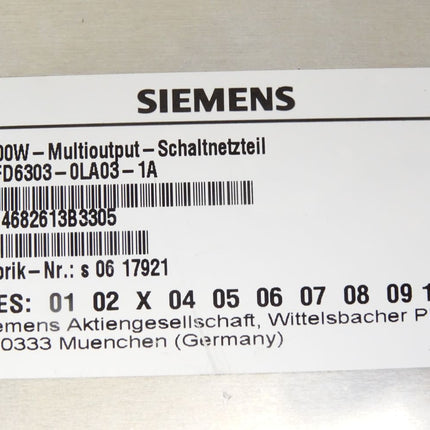 SIEMENS
00W-Multioutput-Schaltnetzteil
FD6303-0LA03-1A
4682613B3305
brik-Nr.: s 06 17921
ES: 01 02 X 04 05 06 07 08 09 1
emens Aktiengesellschaft, Wittelsbacher P
0333 Muenchen (Germany)